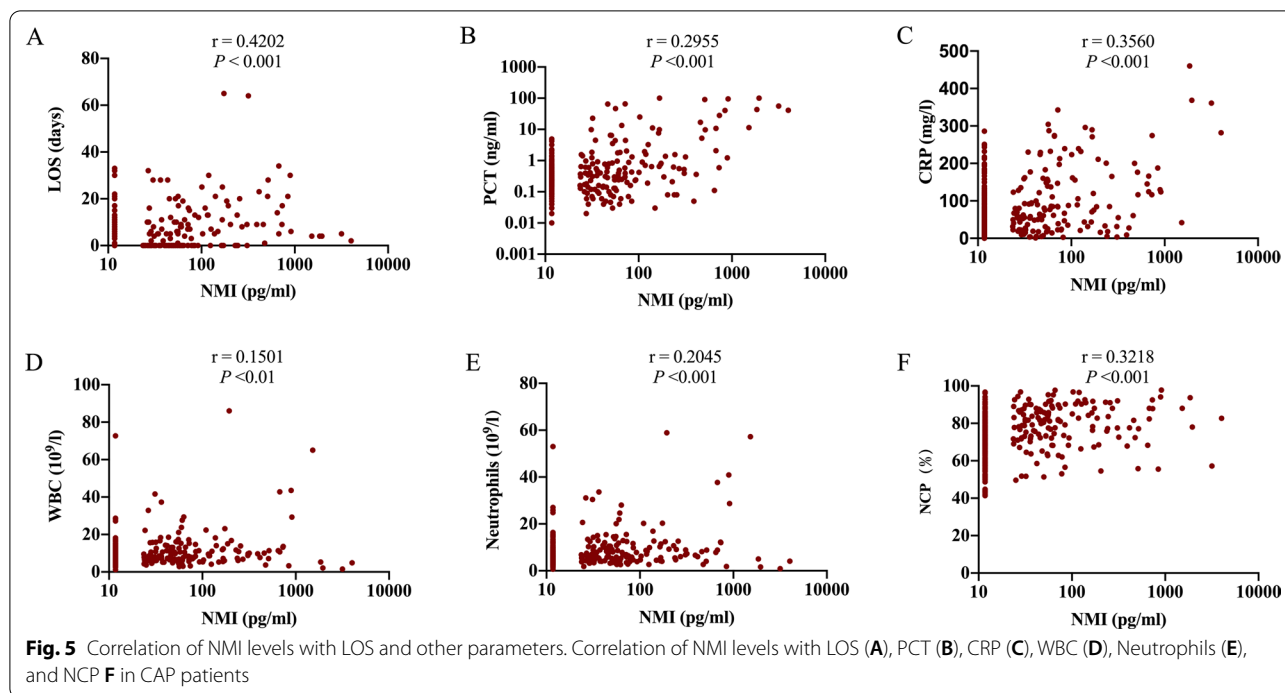 A
r = 0.4202
P < 0.001
LOS (days)
80
60
40
20
0
10 100 1000 10000
NMI (pg/ml)
B
r = 0.2955
P <0.001
PCT (ng/ml)
1000
100
10
1
0.1
0.01
0.001
10 100 1000 10000
NMI (pg/ml)
C
r = 0.3560
P <0.001
CRP (mg/l)
500
400
300
200
100
0
10 100 1000 10000
NMI (pg/ml)
D
r = 0.1501
P <0.01
WBC (10⁹/l)
100
80
60
40
20
0
10 100 1000 10000
NMI (pg/ml)
E
r = 0.2045
P <0.001
Neutrophils (10⁹/l)
80
60
40
20
0
10 100 1000 10000
NMI (pg/ml)
F
r = 0.3218
P <0.001
NCP (%)
100
80
60
40
20
0
10 100 1000 10000
NMI (pg/ml)
Fig. 5 Correlation of NMI levels with LOS and other parameters. Correlation of NMI levels with LOS (A), PCT (B), CRP (C), WBC (D), Neutrophils (E),
and NCP F in CAP patients